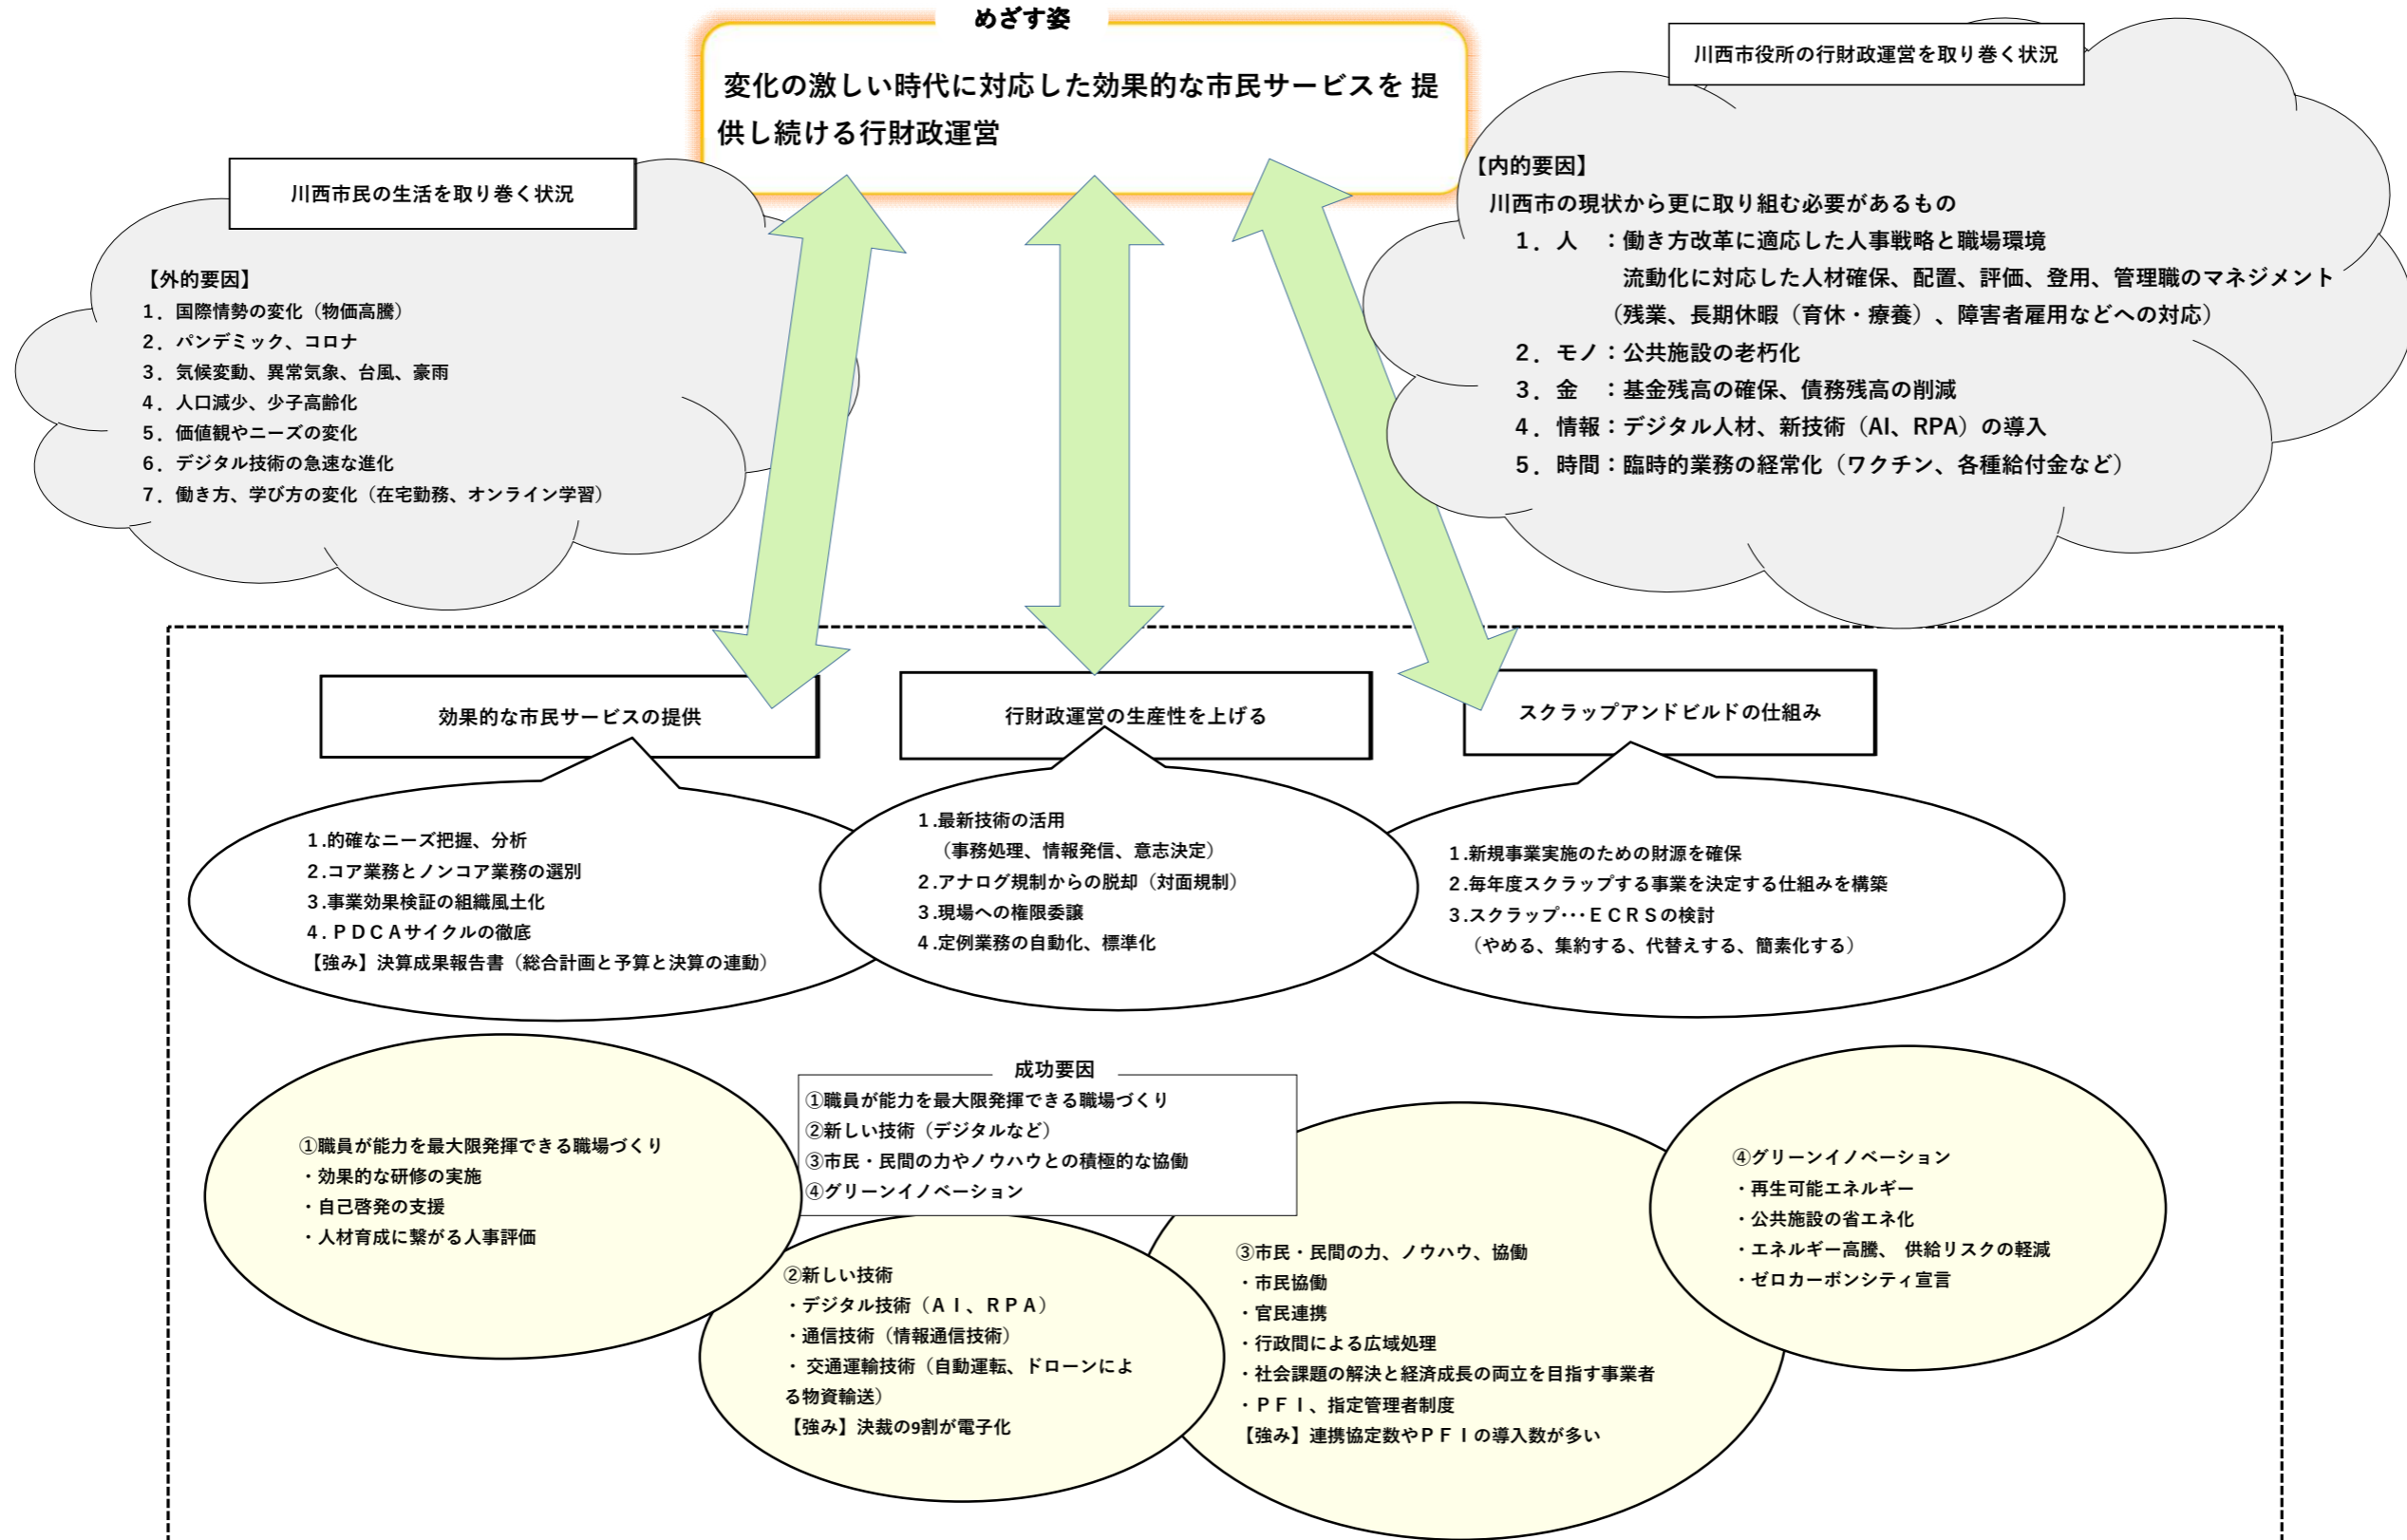 めざす姿
変化の激しい時代に対応した効果的な市民サービスを 提
供し続ける行財政運営
川西市民の生活を取り巻く状況
【外的要因】
1．国際情勢の変化（物価高騰）
2．パンデミック、コロナ
3．気候変動、異常気象、台風、豪雨
4．人口減少、少子高齢化
5．価値観やニーズの変化
6．デジタル技術の急速な進化
7．働き方、学び方の変化（在宅勤務、オンライン学習）
川西市役所の行財政運営を取り巻く状況
【内的要因】
川西市の現状から更に取り組む必要があるもの
1．人　：働き方改革に適応した人事戦略と職場環境
流動化に対応した人材確保、配置、評価、登用、管理職のマネジメント
（残業、長期休暇（育休・療養）、障害者雇用などへの対応）
2．モノ：公共施設の老朽化
3．金　：基金残高の確保、債務残高の削減
4．情報：デジタル人材、新技術（AI、RPA）の導入
5．時間：臨時的業務の経常化（ワクチン、各種給付金など）
効果的な市民サービスの提供
1.的確なニーズ把握、分析
2.コア業務とノンコア業務の選別
3.事業効果検証の組織風土化
4.ＰＤＣＡサイクルの徹底
【強み】決算成果報告書（総合計画と予算と決算の連動）
行財政運営の生産性を上げる
1.最新技術の活用
（事務処理、情報発信、意志決定）
2.アナログ規制からの脱却（対面規制）
3.現場への権限委譲
4.定例業務の自動化、標準化
スクラップアンドビルドの仕組み
1.新規事業実施のための財源を確保
2.毎年度スクラップする事業を決定する仕組みを構築
3.スクラップ･･･ＥＣＲＳの検討
（やめる、集約する、代替えする、簡素化する）
成功要因
①職員が能力を最大限発揮できる職場づくり
②新しい技術（デジタルなど）
③市民・民間の力やノウハウとの積極的な協働
④グリーンイノベーション
①職員が能力を最大限発揮できる職場づくり
・効果的な研修の実施
・自己啓発の支援
・人材育成に繋がる人事評価
②新しい技術
・デジタル技術（ＡＩ、ＲＰＡ）
・通信技術（情報通信技術）
・ 交通運輸技術（自動運転、ドローンによ
る物資輸送）
【強み】決裁の9割が電子化
③市民・民間の力、ノウハウ、協働
・市民協働
・官民連携
・行政間による広域処理
・社会課題の解決と経済成長の両立を目指す事業者
・ＰＦＩ、指定管理者制度
【強み】連携協定数やＰＦＩの導入数が多い
④グリーンイノベーション
・再生可能エネルギー
・公共施設の省エネ化
・エネルギー高騰、 供給リスクの軽減
・ゼロカーボンシティ宣言